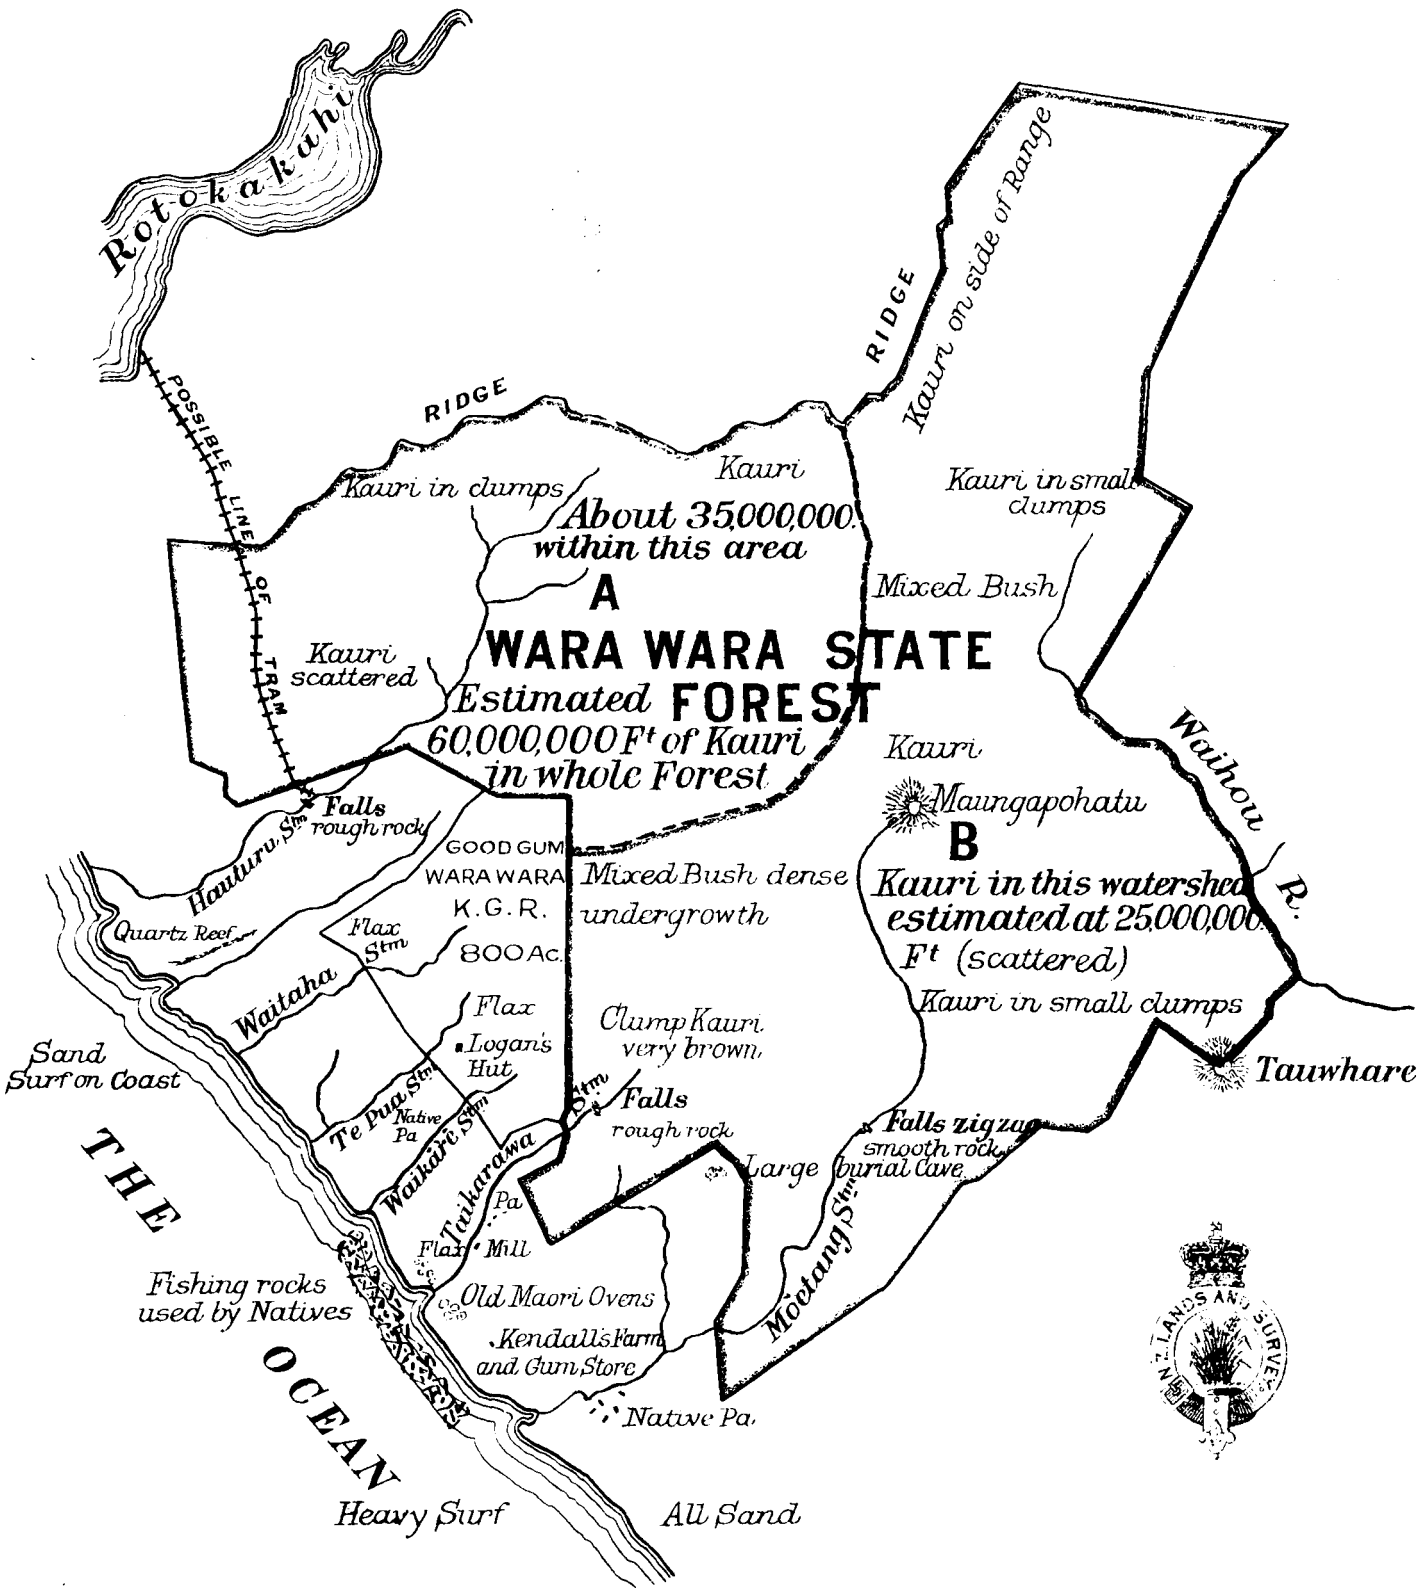 Rotokakahi
POSSIBLE LINE OF TRAM
RIDGE
RIDGE
Kauri on side of Range
Kauri in clumps
Kauri
Kauri in small
clumps
About 35,000,000.
within this area
A
Mixed Bush
WARA WARA STATE
FOREST
Kauri
scattered
Estimated
60,000,000 Ft of Kauri
in whole Forest
Kauri
Waihou R.
Maungapohatu
B
Falls
rough rock
Hauturu Stm
GOOD GUM
WARA WARA
K.G.R.
800 Ac.
Mixed Bush dense
undergrowth
Kauri in this watershed
estimated at 25,000,000.
Ft (scattered)
Kauri in small clumps
Quartz Reef
Flax
Waitaha Stm
Flax
Logan's
Hut
Clump Kauri
very brown.
Sand
Surf on Coast
Tauwhare
Te Pua Stm
Native
Pa
Waikare Stm
Taikarawa Stm
Falls
rough rock
Falls zigzag
smooth rock
Large burial Cave
Moetangi Stm
Pa
Flax Mill
THE OCEAN
Fishing rocks
used by Natives
Old Maori Ovens
Kendall's Farm
and Gum Store
Native Pa.
Heavy Surf
All Sand
N.Z. LANDS AND SURVEY